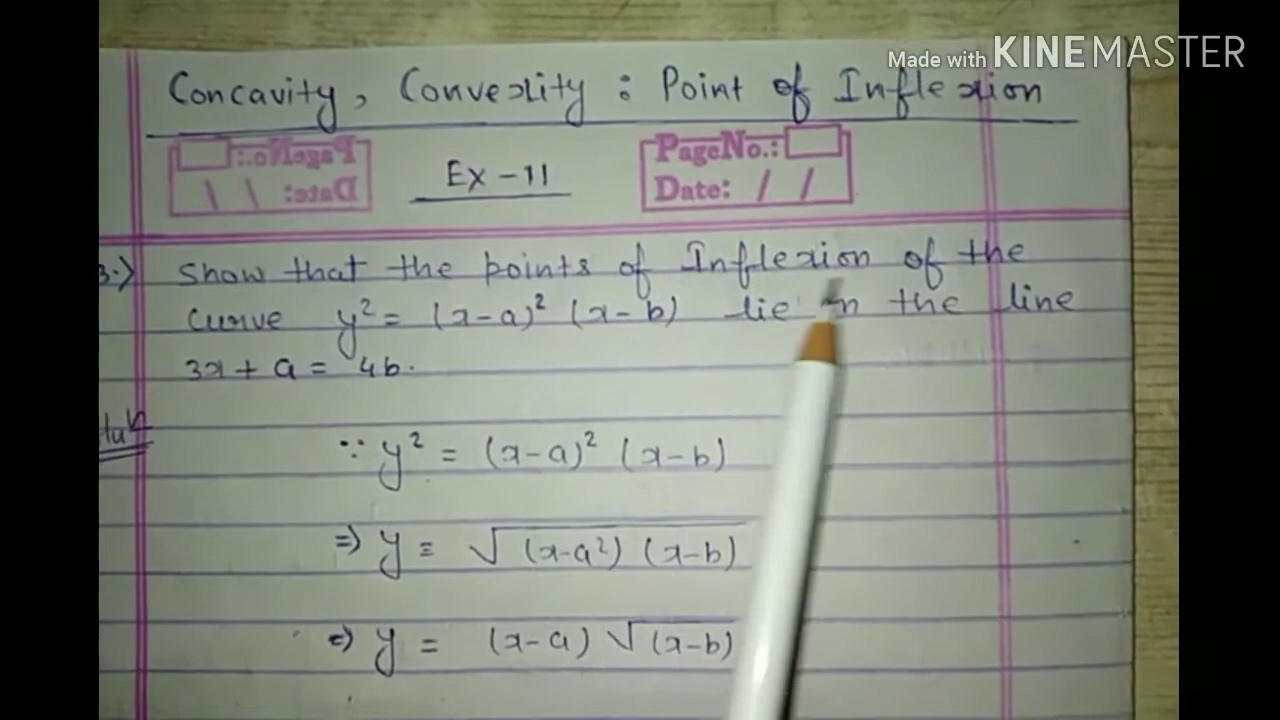 Made with KINEMASTER
Concavity, Convexity : Point of Inflexion
PageNo.: PageNo.:
Date: / / Ex - 11 Date: / /
3.) Show that the points of Inflexion of the
curve y² = (x-a)² (x-b) lie in the line
3x + a = 4b.
∵ y² = (x-a)² (x-b)
⇒ y = √(x-a²) (x-b)
⇒ y = (x-a) √(x-b)